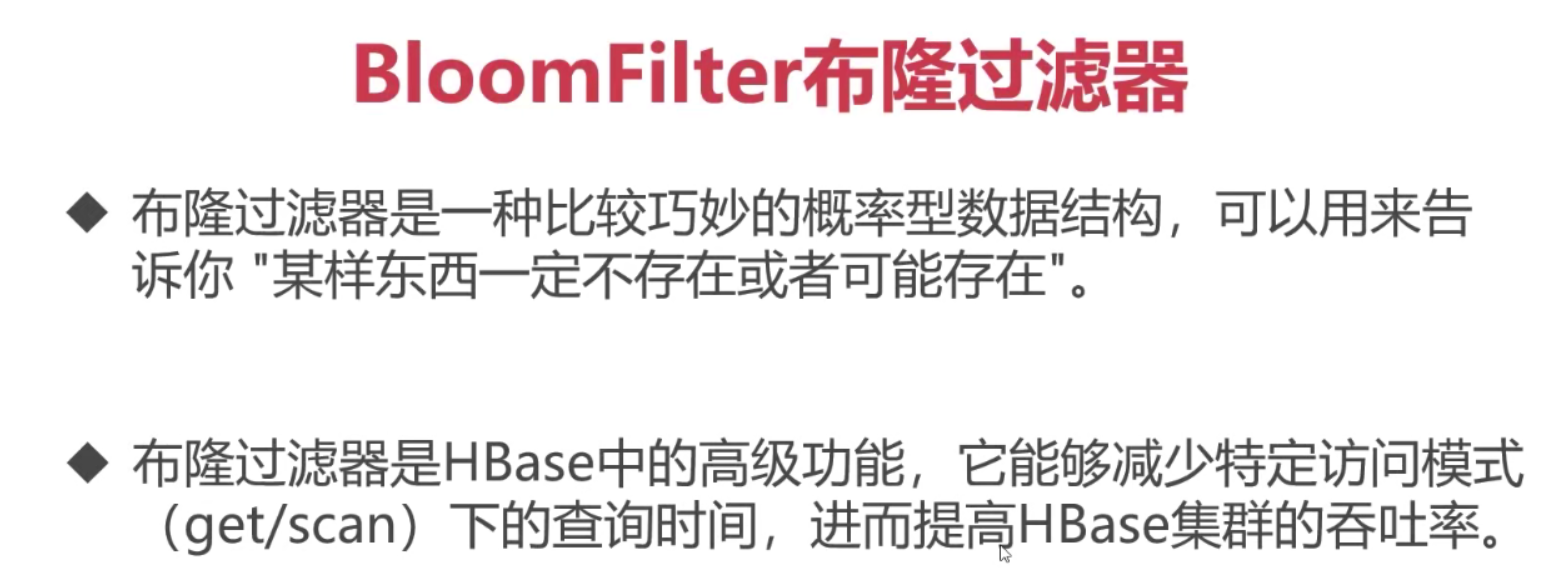 BloomFilter布隆过滤器
◆ 布隆过滤器是一种比较巧妙的概率型数据结构，可以用来告
诉你 "某样东西一定不存在或者可能存在"。
◆ 布隆过滤器是HBase中的高级功能，它能够减少特定访问模式
（get/scan）下的查询时间，进而提高HBase集群的吞吐率。